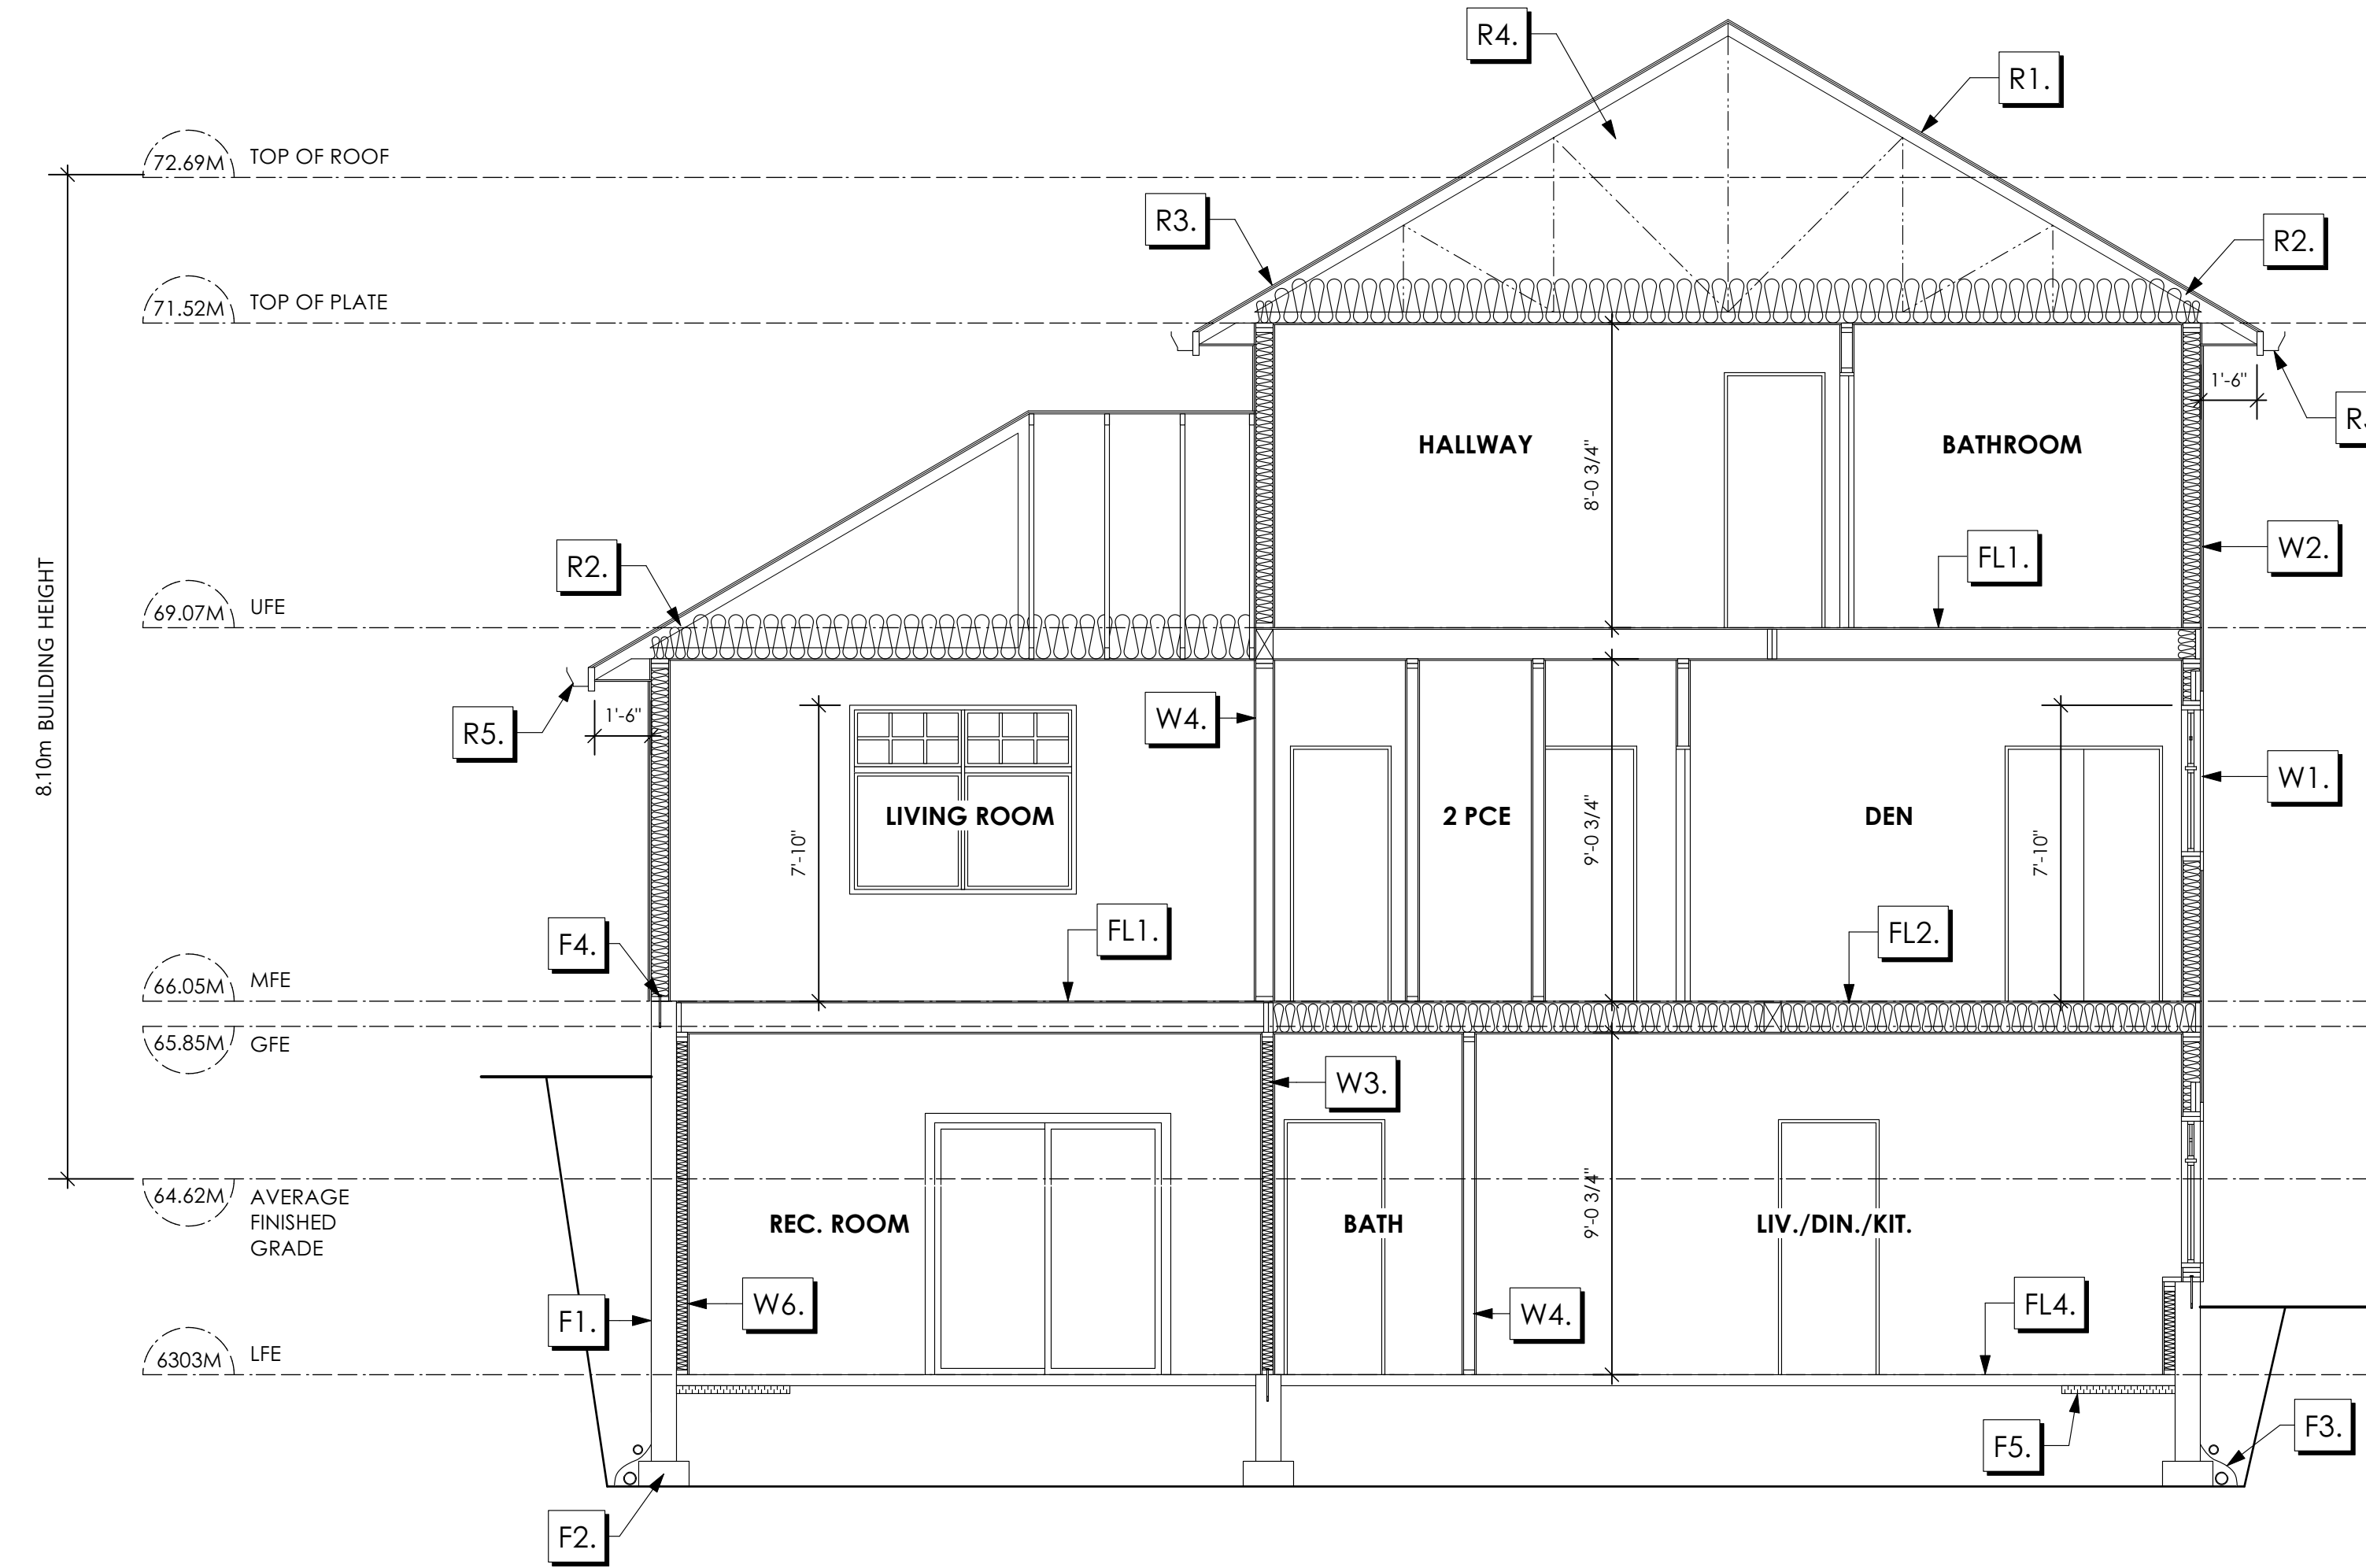 R4.
R1.
72.69M TOP OF ROOF
R3.
R2.
71.52M TOP OF PLATE
1'-6"
HALLWAY
8'-0 3/4"
BATHROOM
W2.
FL1.
R2.
69.07M UFE
8.10m BUILDING HEIGHT
R5.
1'-6"
W4.
W1.
LIVING ROOM
7'-10"
2 PCE
9'-0 3/4"
DEN
7'-10"
F4.
FL1.
FL2.
66.05M MFE
65.85M GFE
W3.
64.62M AVERAGE
FINISHED
GRADE
REC. ROOM
BATH
9'-0 3/4"
LIV./DIN./KIT.
F1.
W6.
W4.
FL4.
6303M LFE
F5.
F3.
F2.